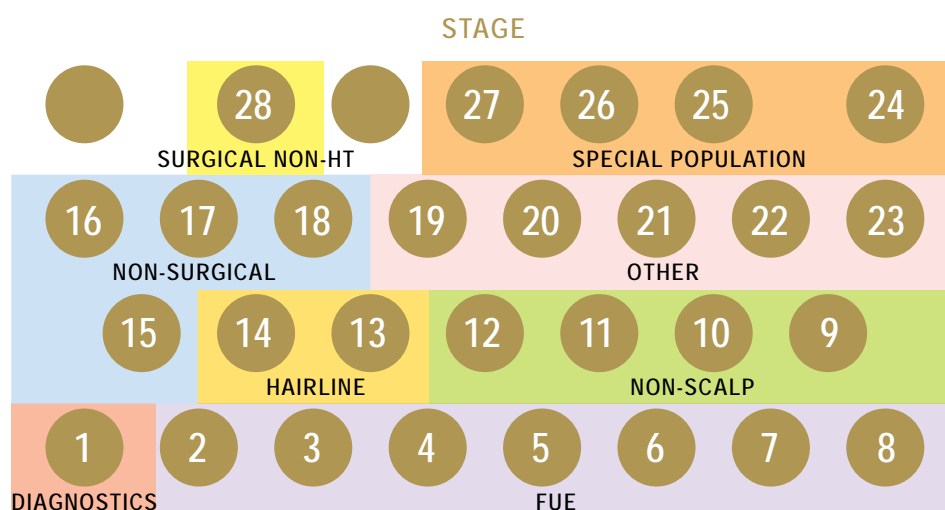 STAGE
28 27 26 25 24
SURGICAL NON-HT SPECIAL POPULATION
16 17 18 19 20 21 22 23
NON-SURGICAL OTHER
15 14 13 12 11 10 9
HAIRLINE NON-SCALP
1 2 3 4 5 6 7 8
DIAGNOSTICS FUE